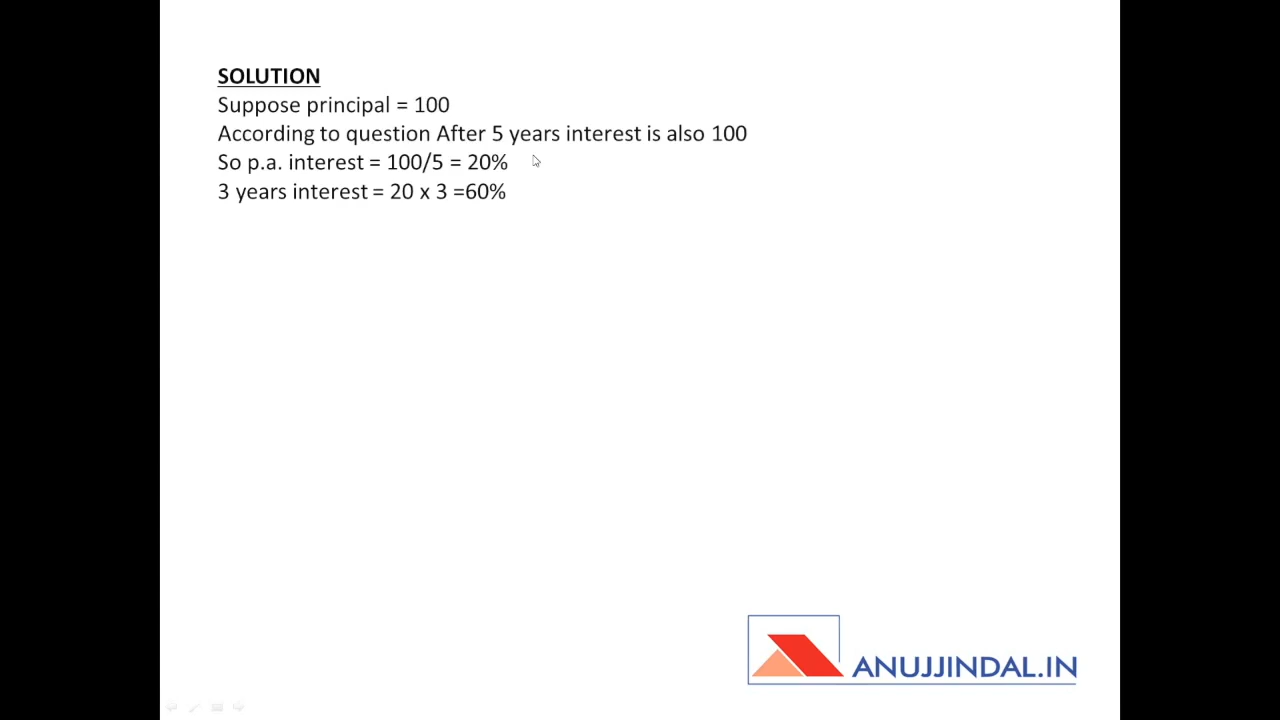 SOLUTION
Suppose principal = 100
According to question After 5 years interest is also 100
So p.a. interest = 100/5 = 20%
3 years interest = 20 x 3 =60%
ANUJJINDAL.IN